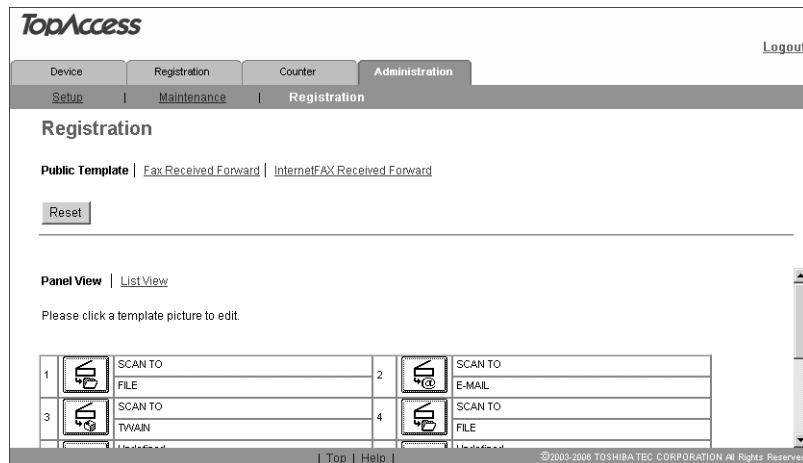 TopAccess
Logout
Device Registration Counter Administration
Setup | Maintenance | Registration
Registration
Public Template | Fax Received Forward | InternetFAX Received Forward
Reset
Panel View | List View
Please click a template picture to edit.
1 SCAN TO FILE
2 SCAN TO @ E-MAIL
3 SCAN TO TWAIN
4 SCAN TO FILE
| Top | Help |
©2003-2006 TOSHIBA TEC CORPORATION All Rights Reserved